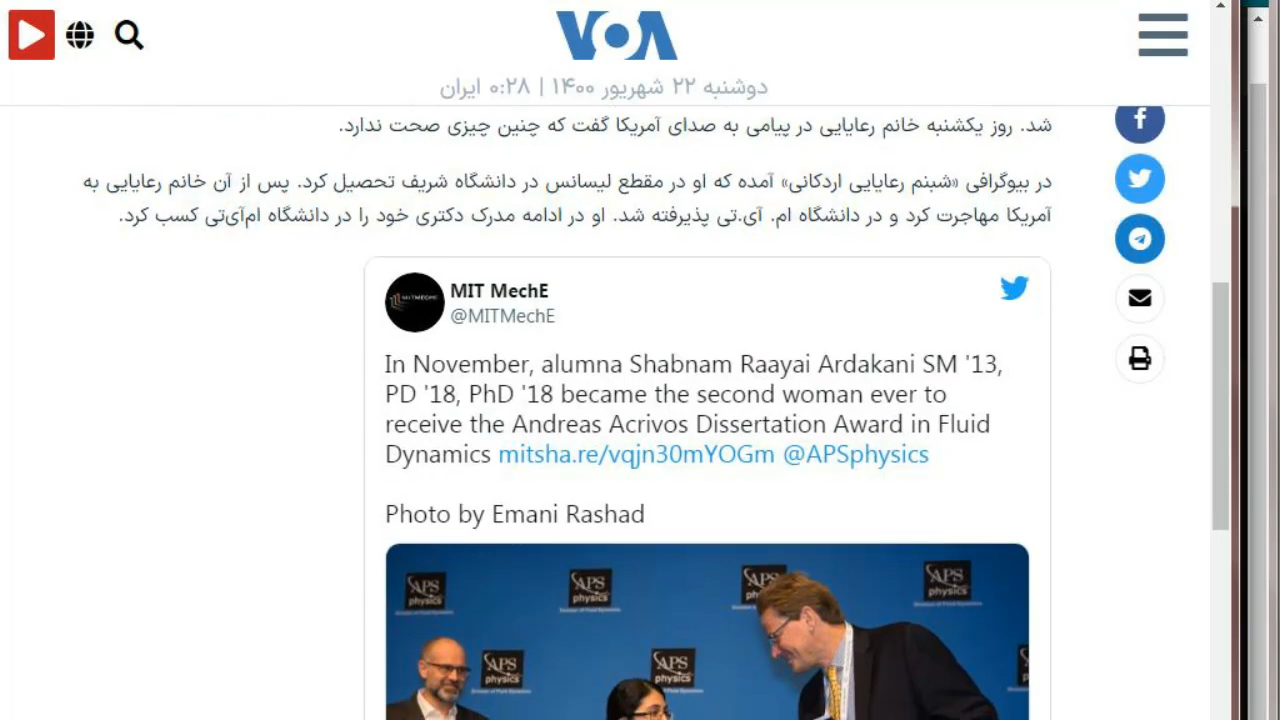 VOA
دوشنبه ۲۲ شهریور ۱۴۰۰ | ۰:۲۸ ایران
شد. روز یکشنبه خانم رعایایی در پیامی به صدای آمریکا گفت که چنین چیزی صحت ندارد.
در بیوگرافی «شبنم رعایایی اردکانی» آمده که او در مقطع لیسانس در دانشگاه شریف تحصیل کرد. پس از آن خانم رعایایی به
آمریکا مهاجرت کرد و در دانشگاه ام. آی.تی پذیرفته شد. او در ادامه مدرک دکتری خود را در دانشگاه ام‌آی‌تی کسب کرد.
MITMECHE
MIT MechE
@MITMechE
In November, alumna Shabnam Raayai Ardakani SM '13,
PD '18, PhD '18 became the second woman ever to
receive the Andreas Acrivos Dissertation Award in Fluid
Dynamics mitsha.re/vqjn30mYOGm @APSphysics
Photo by Emani Rashad
APS physics
APS physics
APS physics
APS physics
APS physics
APS physics